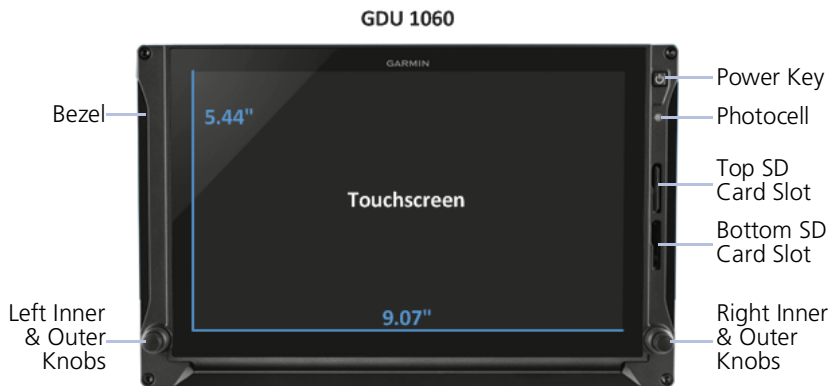 GDU 1060
GARMIN
Bezel
5.44"
Touchscreen
9.07"
Left Inner
& Outer
Knobs
Power Key
Photocell
Top SD
Card Slot
Bottom SD
Card Slot
Right Inner
& Outer
Knobs